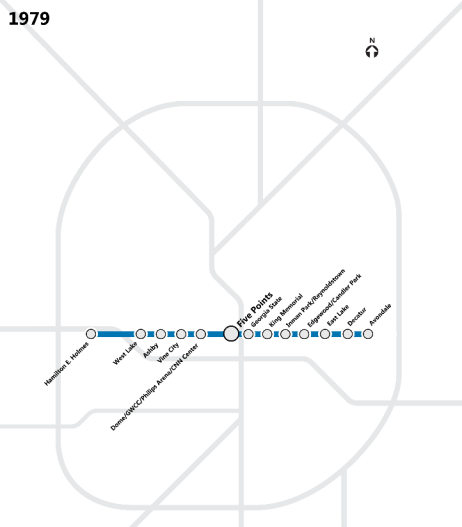 1979
N
Hamilton E. Holmes
West Lake
Ashby
Vine City
Dome/GWCC/Philips Arena/CNN Center
Five Points
Georgia State
King Memorial
Inman Park/Reynoldstown
Edgewood/Candler Park
East Lake
Decatur
Avondale